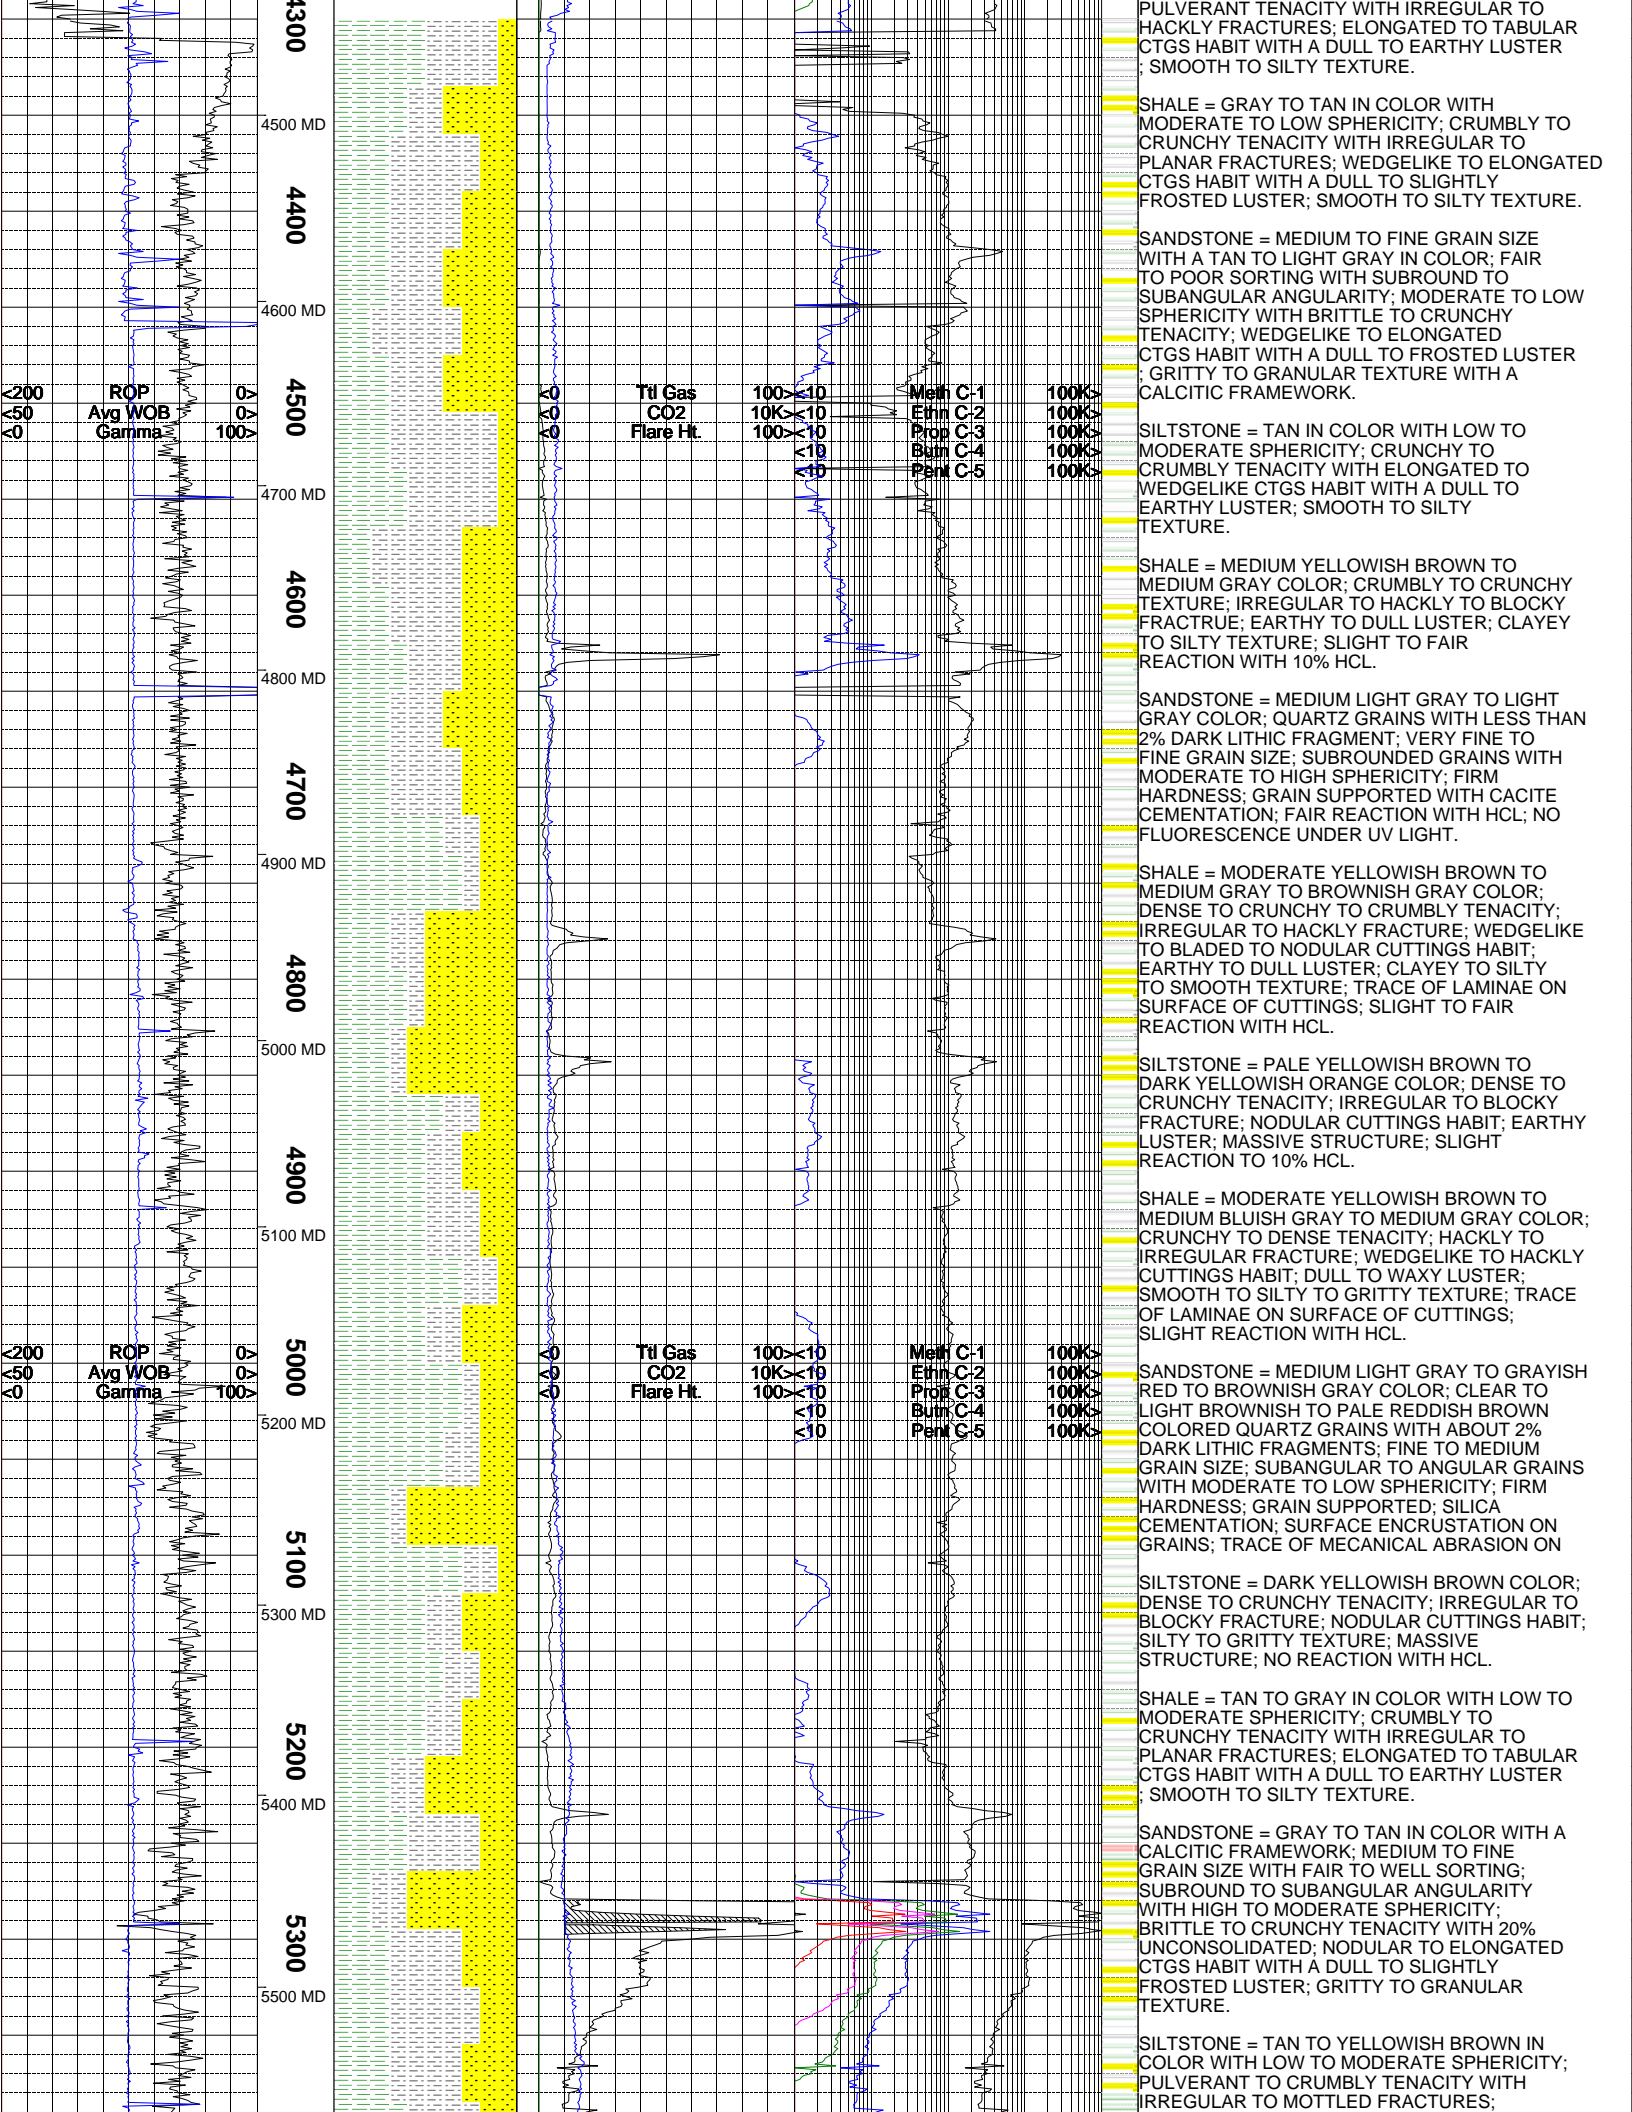 4300
4500 MD
4400
4600 MD
<200 ROP 0>
<50 Avg WOB 0>
<0 Gamma 100>
4500
<0 Ttl Gas 100>
<0 CO2 10K>
<0 Flare Ht. 100>
<10 Meth C-1 100K>
<10 Ethn C-2 100K>
<10 Prop C-3 100K>
<10 Butn C-4 100K>
<10 Pent C-5 100K>
4700 MD
4600
4800 MD
4700
4900 MD
4800
5000 MD
4900
5100 MD
<200 ROP 0>
<50 Avg WOB 0>
<0 Gamma 100>
5000
<0 Ttl Gas 100>
<0 CO2 10K>
<0 Flare Ht. 100>
<10 Meth C-1 100K>
<10 Ethn C-2 100K>
<10 Prop C-3 100K>
<10 Butn C-4 100K>
<10 Pent C-5 100K>
5200 MD
5100
5300 MD
5200
5400 MD
5300
5500 MD
PULVERANT TENACITY WITH IRREGULAR TO
HACKLY FRACTURES; ELONGATED TO TABULAR
CTGS HABIT WITH A DULL TO EARTHY LUSTER
; SMOOTH TO SILTY TEXTURE.
SHALE = GRAY TO TAN IN COLOR WITH
MODERATE TO LOW SPHERICITY; CRUMBLY TO
CRUNCHY TENACITY WITH IRREGULAR TO
PLANAR FRACTURES; WEDGELIKE TO ELONGATED
CTGS HABIT WITH A DULL TO SLIGHTLY
FROSTED LUSTER; SMOOTH TO SILTY TEXTURE.
SANDSTONE = MEDIUM TO FINE GRAIN SIZE
WITH A TAN TO LIGHT GRAY IN COLOR; FAIR
TO POOR SORTING WITH SUBROUND TO
SUBANGULAR ANGULARITY; MODERATE TO LOW
SPHERICITY WITH BRITTLE TO CRUNCHY
TENACITY; WEDGELIKE TO ELONGATED
CTGS HABIT WITH A DULL TO FROSTED LUSTER
; GRITTY TO GRANULAR TEXTURE WITH A
CALCITIC FRAMEWORK.
SILTSTONE = TAN IN COLOR WITH LOW TO
MODERATE SPHERICITY; CRUNCHY TO
CRUMBLY TENACITY WITH ELONGATED TO
WEDGELIKE CTGS HABIT WITH A DULL TO
EARTHY LUSTER; SMOOTH TO SILTY
TEXTURE.
SHALE = MEDIUM YELLOWISH BROWN TO
MEDIUM GRAY COLOR; CRUMBLY TO CRUNCHY
TEXTURE; IRREGULAR TO HACKLY TO BLOCKY
FRACTRUE; EARTHY TO DULL LUSTER; CLAYEY
TO SILTY TEXTURE; SLIGHT TO FAIR
REACTION WITH 10% HCL.
SANDSTONE = MEDIUM LIGHT GRAY TO LIGHT
GRAY COLOR; QUARTZ GRAINS WITH LESS THAN
2% DARK LITHIC FRAGMENT; VERY FINE TO
FINE GRAIN SIZE; SUBROUNDED GRAINS WITH
MODERATE TO HIGH SPHERICITY; FIRM
HARDNESS; GRAIN SUPPORTED WITH CACITE
CEMENTATION; FAIR REACTION WITH HCL; NO
FLUORESCENCE UNDER UV LIGHT.
SHALE = MODERATE YELLOWISH BROWN TO
MEDIUM GRAY TO BROWNISH GRAY COLOR;
DENSE TO CRUNCHY TO CRUMBLY TENACITY;
IRREGULAR TO HACKLY FRACTURE; WEDGELIKE
TO BLADED TO NODULAR CUTTINGS HABIT;
EARTHY TO DULL LUSTER; CLAYEY TO SILTY
TO SMOOTH TEXTURE; TRACE OF LAMINAE ON
SURFACE OF CUTTINGS; SLIGHT TO FAIR
REACTION WITH HCL.
SILTSTONE = PALE YELLOWISH BROWN TO
DARK YELLOWISH ORANGE COLOR; DENSE TO
CRUNCHY TENACITY; IRREGULAR TO BLOCKY
FRACTURE; NODULAR CUTTINGS HABIT; EARTHY
LUSTER; MASSIVE STRUCTURE; SLIGHT
REACTION TO 10% HCL.
SHALE = MODERATE YELLOWISH BROWN TO
MEDIUM BLUISH GRAY TO MEDIUM GRAY COLOR;
CRUNCHY TO DENSE TENACITY; HACKLY TO
IRREGULAR FRACTURE; WEDGELIKE TO HACKLY
CUTTINGS HABIT; DULL TO WAXY LUSTER;
SMOOTH TO SILTY TO GRITTY TEXTURE; TRACE
OF LAMINAE ON SURFACE OF CUTTINGS;
SLIGHT REACTION WITH HCL.
SANDSTONE = MEDIUM LIGHT GRAY TO GRAYISH
RED TO BROWNISH GRAY COLOR; CLEAR TO
LIGHT BROWNISH TO PALE REDDISH BROWN
COLORED QUARTZ GRAINS WITH ABOUT 2%
DARK LITHIC FRAGMENTS; FINE TO MEDIUM
GRAIN SIZE; SUBANGULAR TO ANGULAR GRAINS
WITH MODERATE TO LOW SPHERICITY; FIRM
HARDNESS; GRAIN SUPPORTED; SILICA
CEMENTATION; SURFACE ENCRUSTATION ON
GRAINS; TRACE OF MECANICAL ABRASION ON
SILTSTONE = DARK YELLOWISH BROWN COLOR;
DENSE TO CRUNCHY TENACITY; IRREGULAR TO
BLOCKY FRACTURE; NODULAR CUTTINGS HABIT;
SILTY TO GRITTY TEXTURE; MASSIVE
STRUCTURE; NO REACTION WITH HCL.
SHALE = TAN TO GRAY IN COLOR WITH LOW TO
MODERATE SPHERICITY; CRUMBLY TO
CRUNCHY TENACITY WITH IRREGULAR TO
PLANAR FRACTURES; ELONGATED TO TABULAR
CTGS HABIT WITH A DULL TO EARTHY LUSTER
; SMOOTH TO SILTY TEXTURE.
SANDSTONE = GRAY TO TAN IN COLOR WITH A
CALCITIC FRAMEWORK; MEDIUM TO FINE
GRAIN SIZE WITH FAIR TO WELL SORTING;
SUBROUND TO SUBANGULAR ANGULARITY
WITH HIGH TO MODERATE SPHERICITY;
BRITTLE TO CRUNCHY TENACITY WITH 20%
UNCONSOLIDATED; NODULAR TO ELONGATED
CTGS HABIT WITH A DULL TO SLIGHTLY
FROSTED LUSTER; GRITTY TO GRANULAR
TEXTURE.
SILTSTONE = TAN TO YELLOWISH BROWN IN
COLOR WITH LOW TO MODERATE SPHERICITY;
PULVERANT TO CRUMBLY TENACITY WITH
IRREGULAR TO MOTTLED FRACTURES;